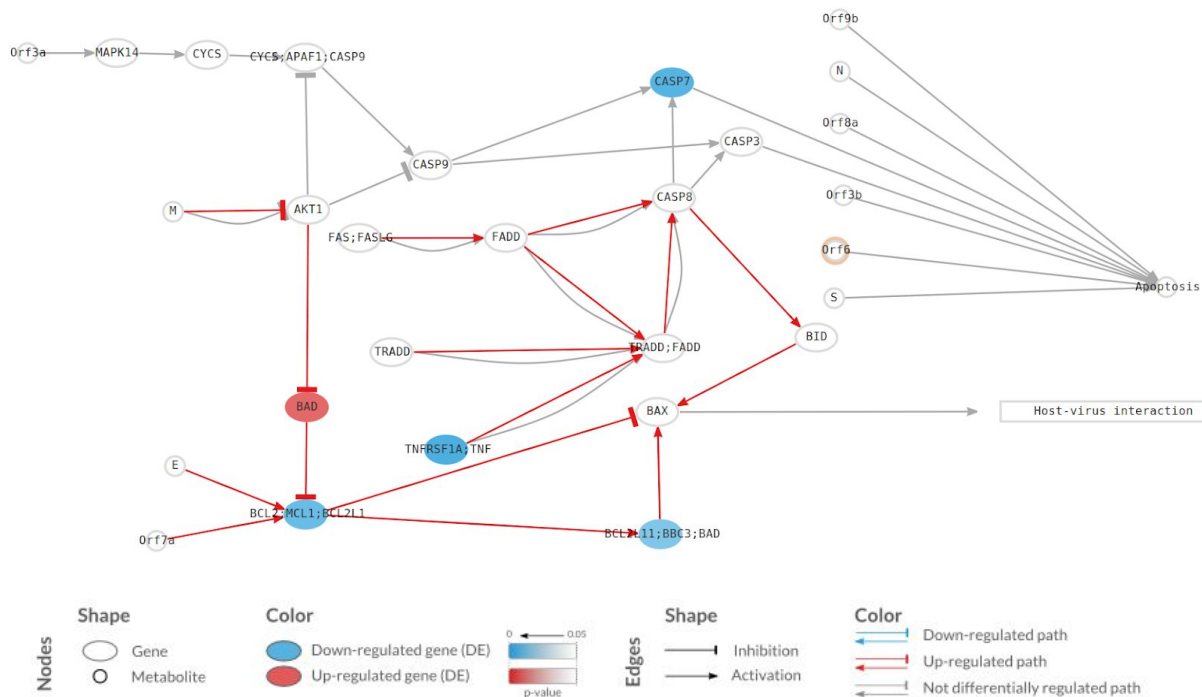 Orf9b
Orf3a
MAPK14
CYCS
CYCS;APAF1;CASP9
N
CASP7
Orf8a
CASP3
CASP9
Orf3b
CASP8
M
AKT1
FAS;FASLG
FADD
Orf6
Apoptosis
S
BID
TRADD
TRADD;FADD
BAD
BAX
Host-virus interaction
TNFRSF1A;TNF
E
BCL2;MCL1;BCL2L1
BCL2L11;BBC3;BAD
Orf7a
Nodes
Shape
Gene
Metabolite
Color
Down-regulated gene (DE)
Up-regulated gene (DE)
0 0.05
p-value
Edges
Shape
Inhibition
Activation
Color
Down-regulated path
Up-regulated path
Not differentially regulated path